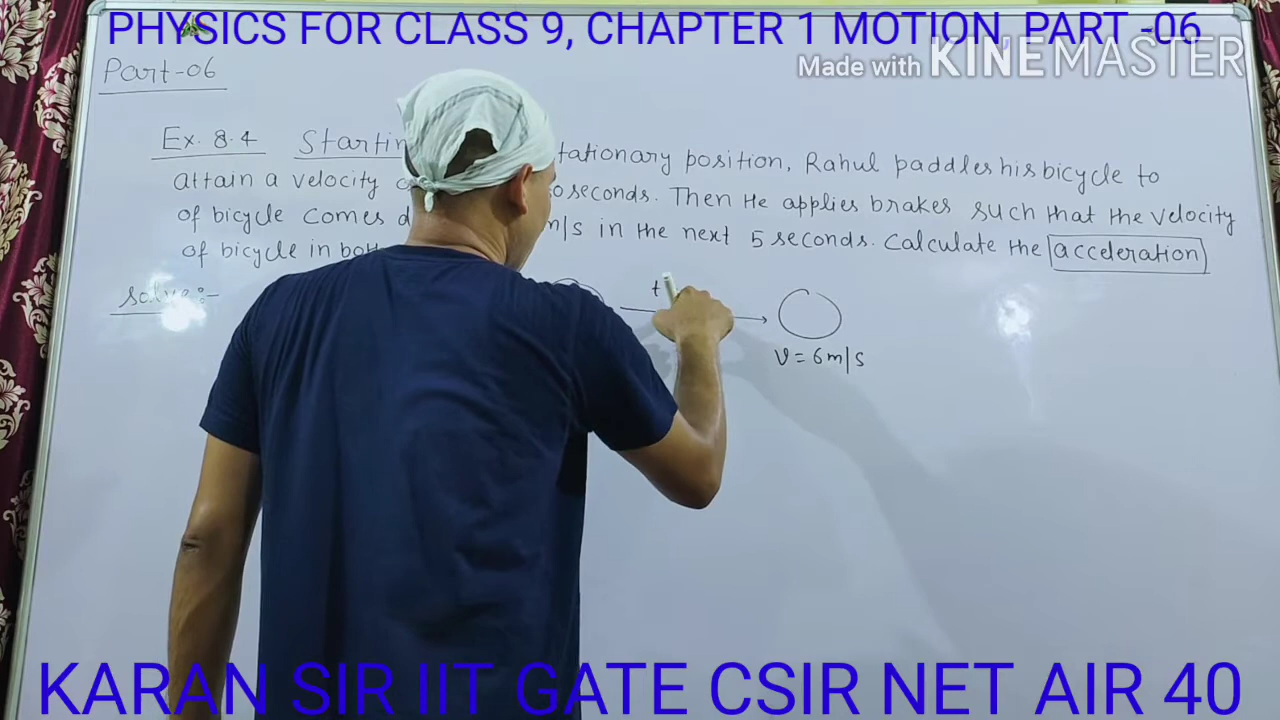 PHYSICS FOR CLASS 9, CHAPTER 1 MOTION, PART -06
Made with KINEMASTER
Part-06
Ex. 8.4 Startin tationary position, Rahul paddles his bicycle to
attain a velocity o 0 seconds. Then He applies brakes such that the velocity
of bicycle comes d m/s in the next 5 seconds. Calculate the acceleration
of bicycle in bot
Solve:-
t
v = 6m/s
KARAN SIR IIT GATE CSIR NET AIR 40